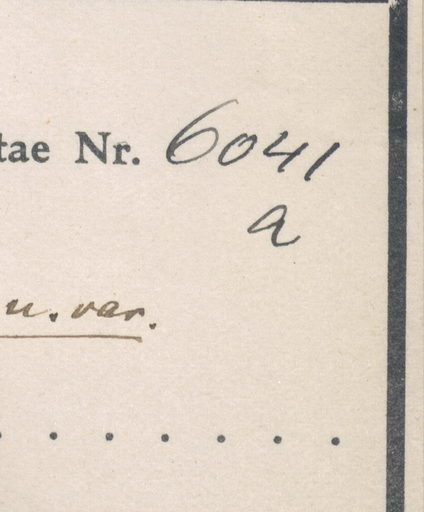 tae Nr. 6041
a
n. var.
. . . . . . .